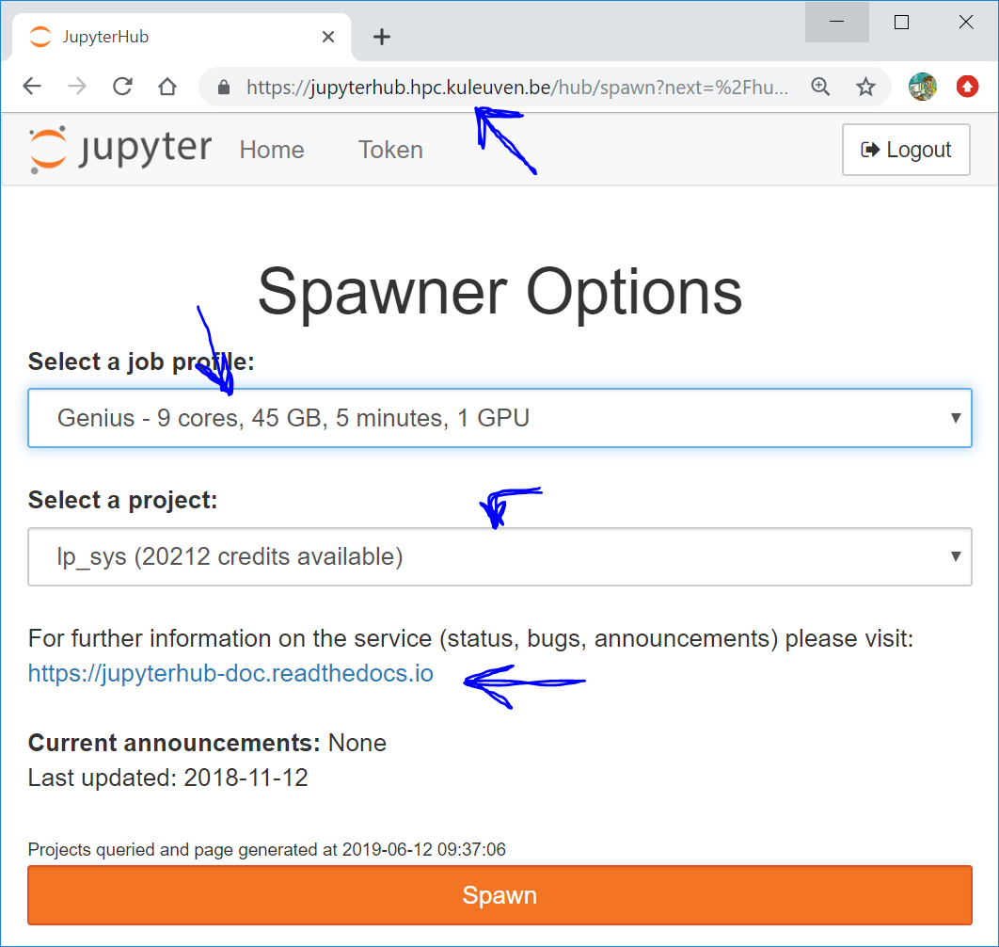 JupyterHub
https://jupyterhub.hpc.kuleuven.be/hub/spawn?next=%2Fhu...
jupyter Home Token Logout
Spawner Options
Select a job profile:
Genius - 9 cores, 45 GB, 5 minutes, 1 GPU
Select a project:
lp_sys (20212 credits available)
For further information on the service (status, bugs, announcements) please visit:
https://jupyterhub-doc.readthedocs.io
Current announcements: None
Last updated: 2018-11-12
Projects queried and page generated at 2019-06-12 09:37:06
Spawn